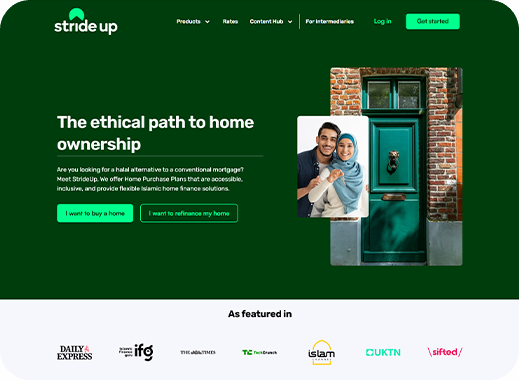 stride up
Products
Rates
Content Hub
For Intermediaries
Log in
Get started
The ethical path to home
ownership
Are you looking for a halal alternative to a conventional mortgage?
Meet StrideUp. We offer Home Purchase Plans that are accessible,
inclusive, and provide flexible Islamic home finance solutions.
I want to buy a home
I want to refinance my home
As featured in
DAILY
EXPRESS
Islamic
Finance
guru
ifg
TechCrunch
islam
CHANNEL
UKTN
\sifted/